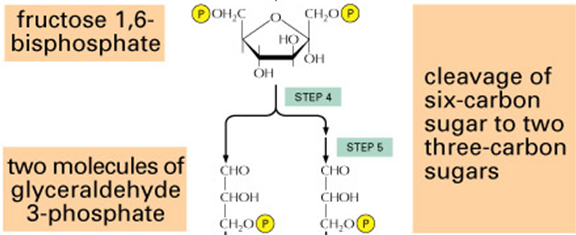 fructose 1,6-
bisphosphate
P OH₂C
O
CH₂O P
HO
OH
OH
STEP 4
STEP 5
cleavage of
six-carbon
sugar to two
three-carbon
sugars
two molecules of
glyceraldehyde
3-phosphate
CHO
CHOH
CH₂O P
CHO
CHOH
CH₂O P